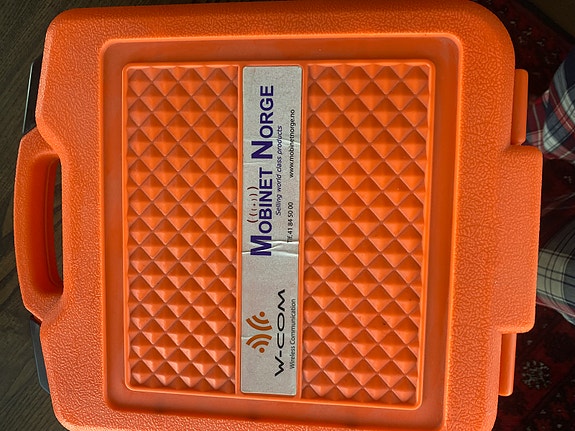 W-COM
Wireless Communication
MOBINET NORGE
Selling world class products
Tlf. 41 84 50 00 www.mobinetnorge.no